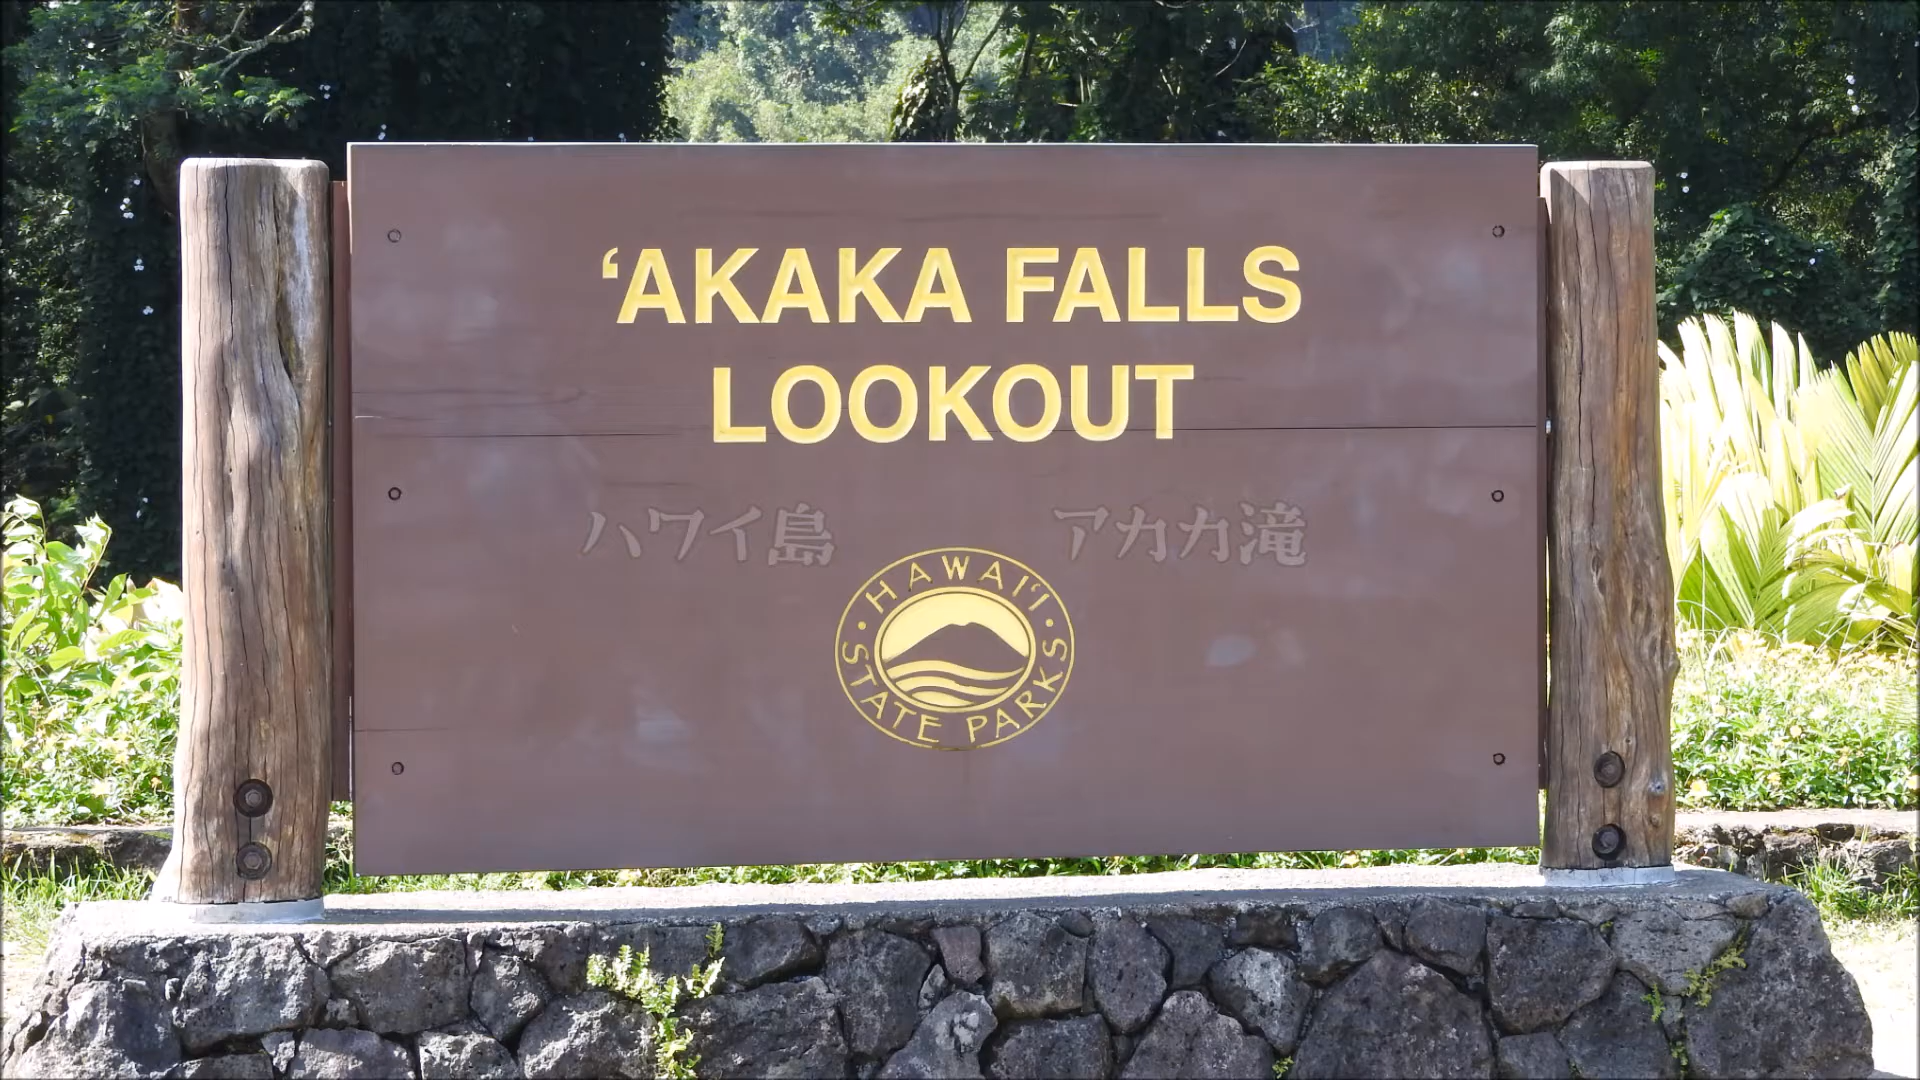 ‘AKAKA FALLS
LOOKOUT
ハワイ島 アカカ滝
HAWAI‘I
STATE PARKS